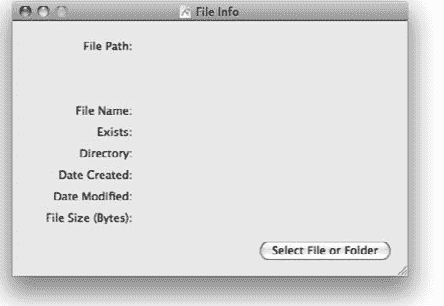 File Info
File Path:
File Name:
Exists:
Directory:
Date Created:
Date Modified:
File Size (Bytes):
Select File or Folder